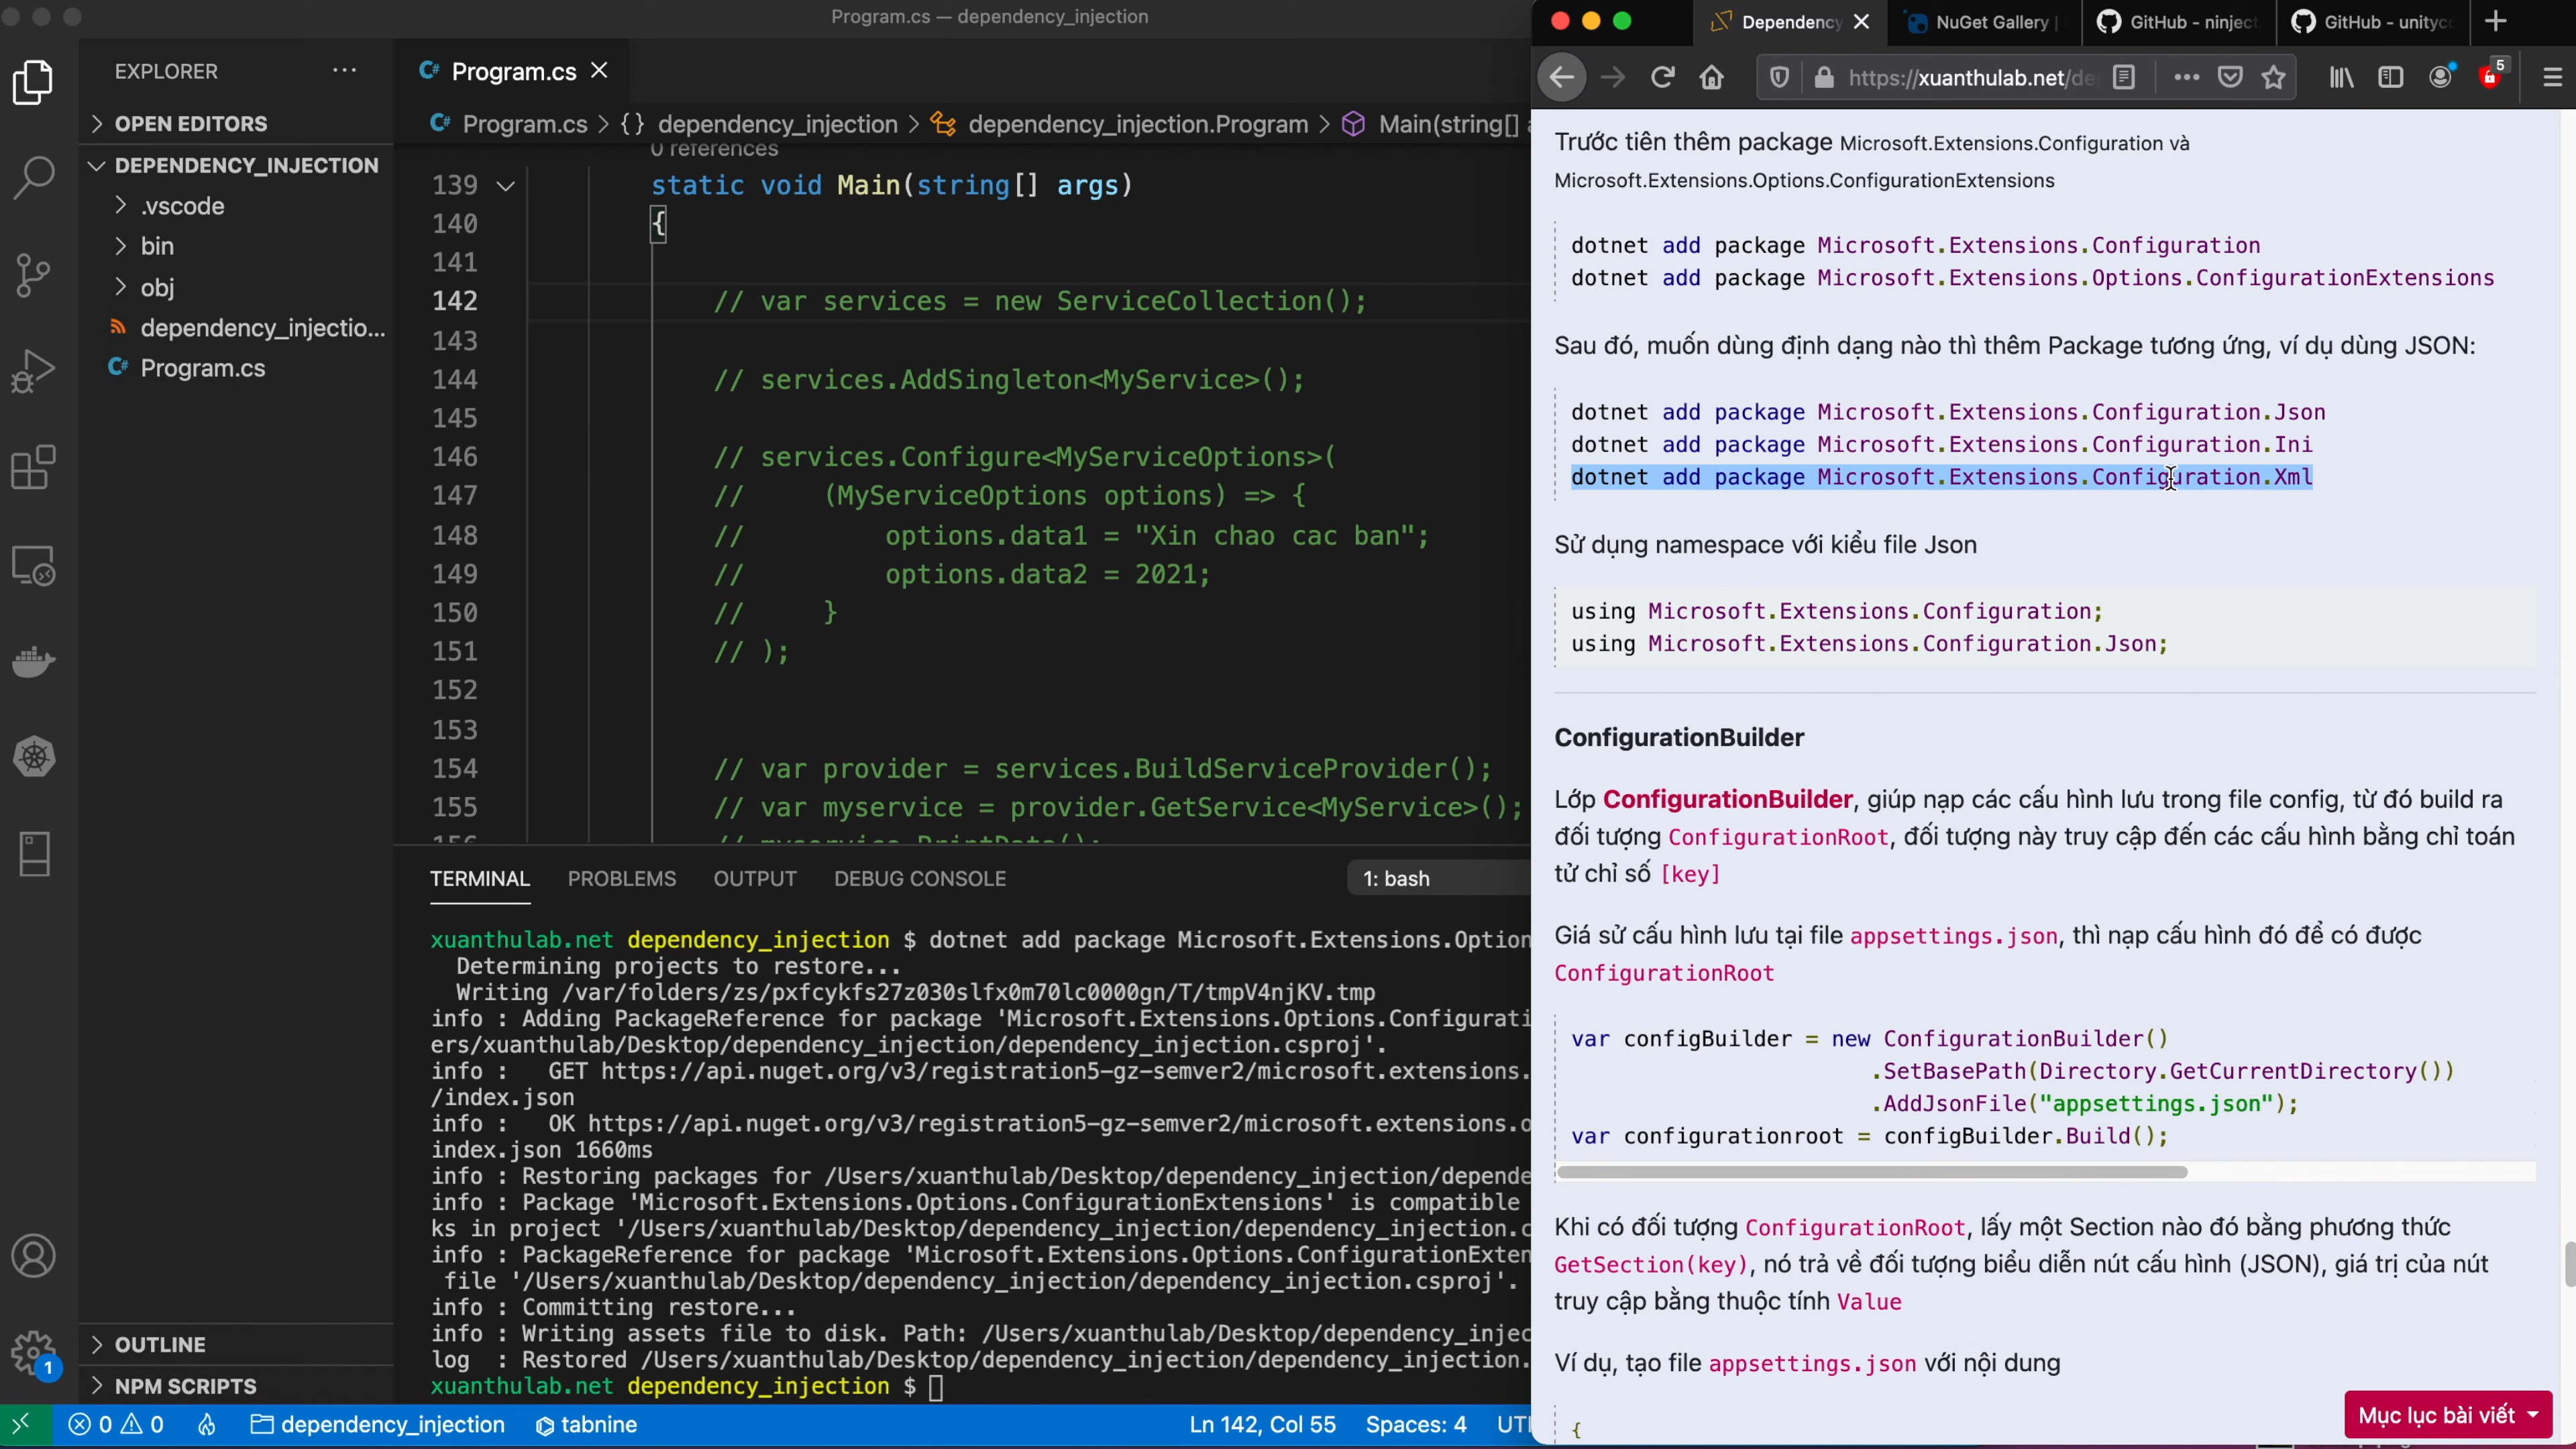 Program.cs — dependency_injection
EXPLORER
OPEN EDITORS
DEPENDENCY_INJECTION
.vscode
bin
obj
dependency_injectio...
Program.cs
OUTLINE
NPM SCRIPTS
1
Program.cs
Program.cs > {} dependency_injection > dependency_injection.Program > Main(string[]
0 references
139 static void Main(string[] args)
140 {
141
142 // var services = new ServiceCollection();
143
144 // services.AddSingleton<MyService>();
145
146 // services.Configure<MyServiceOptions>(
147 // (MyServiceOptions options) => {
148 // options.data1 = "Xin chao cac ban";
149 // options.data2 = 2021;
150 // }
151 // );
152
153
154 // var provider = services.BuildServiceProvider();
155 // var myservice = provider.GetService<MyService>();
156 // myservice.PrintData();
TERMINAL PROBLEMS OUTPUT DEBUG CONSOLE 1: bash
xuanthulab.net dependency_injection $ dotnet add package Microsoft.Extensions.Option
Determining projects to restore...
Writing /var/folders/zs/pxfcykfs27z030slfx0m70lc0000gn/T/tmpV4njKV.tmp
info : Adding PackageReference for package 'Microsoft.Extensions.Options.Configurati
ers/xuanthulab/Desktop/dependency_injection/dependency_injection.csproj'.
info : GET https://api.nuget.org/v3/registration5-gz-semver2/microsoft.extensions.
/index.json
info : OK https://api.nuget.org/v3/registration5-gz-semver2/microsoft.extensions.o
index.json 1660ms
info : Restoring packages for /Users/xuanthulab/Desktop/dependency_injection/depende
info : Package 'Microsoft.Extensions.Options.ConfigurationExtensions' is compatible
ks in project '/Users/xuanthulab/Desktop/dependency_injection/dependency_injection.c
info : PackageReference for package 'Microsoft.Extensions.Options.ConfigurationExten
file '/Users/xuanthulab/Desktop/dependency_injection/dependency_injection.csproj'.
info : Committing restore...
info : Writing assets file to disk. Path: /Users/xuanthulab/Desktop/dependency_injec
log : Restored /Users/xuanthulab/Desktop/dependency_injection/dependency_injection.
xuanthulab.net dependency_injection $
0 0 dependency_injection tabnine Ln 142, Col 55 Spaces: 4 UT
Dependency NuGet Gallery | GitHub - ninject GitHub - unityc
https://xuanthulab.net/de 5
Trước tiên thêm package Microsoft.Extensions.Configuration và
Microsoft.Extensions.Options.ConfigurationExtensions
dotnet add package Microsoft.Extensions.Configuration
dotnet add package Microsoft.Extensions.Options.ConfigurationExtensions
Sau đó, muốn dùng định dạng nào thì thêm Package tương ứng, ví dụ dùng JSON:
dotnet add package Microsoft.Extensions.Configuration.Json
dotnet add package Microsoft.Extensions.Configuration.Ini
dotnet add package Microsoft.Extensions.Configuration.Xml
Sử dụng namespace với kiểu file Json
using Microsoft.Extensions.Configuration;
using Microsoft.Extensions.Configuration.Json;
ConfigurationBuilder
Lớp ConfigurationBuilder, giúp nạp các cấu hình lưu trong file config, từ đó build ra
đối tượng ConfigurationRoot, đối tượng này truy cập đến các cấu hình bằng chỉ toán
tử chỉ số [key]
Giả sử cấu hình lưu tại file appsettings.json, thì nạp cấu hình đó để có được
ConfigurationRoot
var configBuilder = new ConfigurationBuilder()
.SetBasePath(Directory.GetCurrentDirectory())
.AddJsonFile("appsettings.json");
var configurationroot = configBuilder.Build();
Khi có đối tượng ConfigurationRoot, lấy một Section nào đó bằng phương thức
GetSection(key), nó trả về đối tượng biểu diễn nút cấu hình (JSON), giá trị của nút
truy cập bằng thuộc tính Value
Ví dụ, tạo file appsettings.json với nội dung
{
Mục lục bài viết